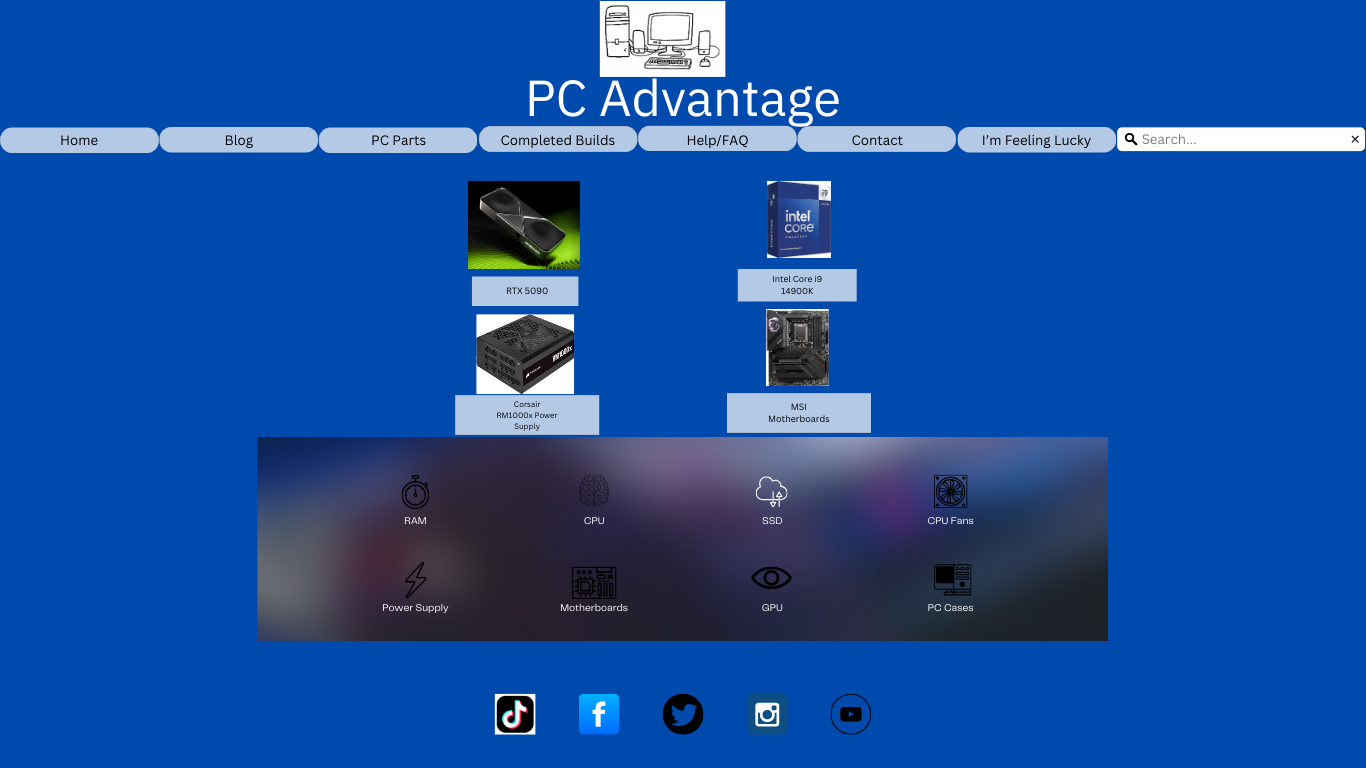 PC Advantage
Home
Blog
PC Parts
Completed Builds
Help/FAQ
Contact
I'm Feeling Lucky
Search...
intel
CORE
i9
RTX 5090
Intel Core i9
14900K
RM1000x
Corsair
RM1000x Power
Supply
MSI
Motherboards
RAM
CPU
SSD
CPU Fans
Power Supply
Motherboards
GPU
PC Cases